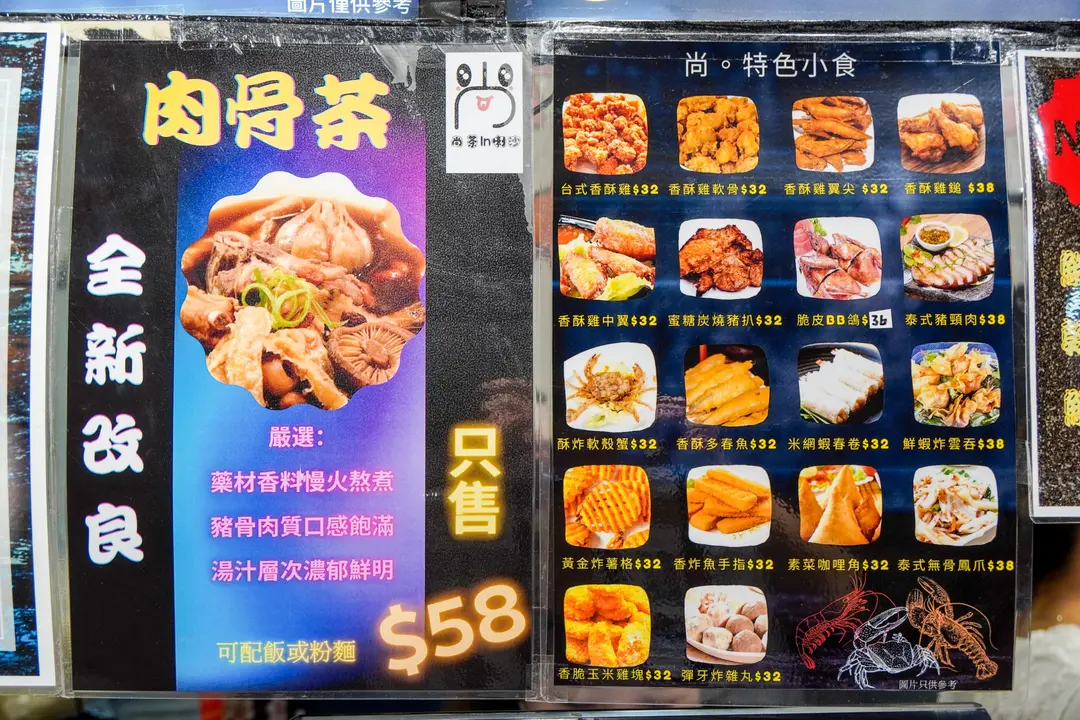 圖片僅供參考
肉骨茶
尚
尚茶In喇沙
全新改良
嚴選：
藥材香料慢火熬煮
豬骨肉質口感飽滿
湯汁層次濃郁鮮明
只售
$58
可配飯或粉麵
尚。特色小食
台式香酥雞$32
香酥雞軟骨$32
香酥雞翼尖 $32
香酥雞鎚 $38
香酥雞中翼$32
蜜糖炭燒豬扒$32
脆皮BB鴿$36
泰式豬頸肉$38
酥炸軟殼蟹$32
香酥多春魚$32
米網蝦春卷$32
鮮蝦炸雲吞$38
黃金炸薯格$32
香炸魚手指$32
素菜咖哩角$32
泰式無骨鳳爪$38
香脆玉米雞塊$32
彈牙炸雜丸$32
圖片只供參考